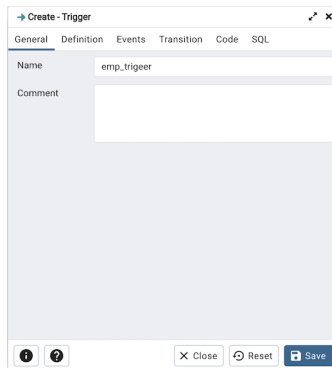 Create - Trigger
General Definition Events Transition Code SQL
Name emp_trigeer
Comment
Close Reset Save